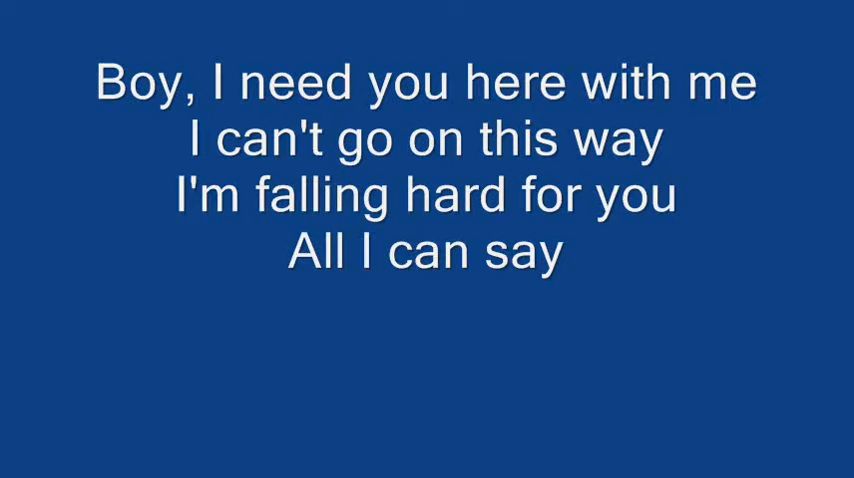 Boy, I need you here with me
I can't go on this way
I'm falling hard for you
All I can say